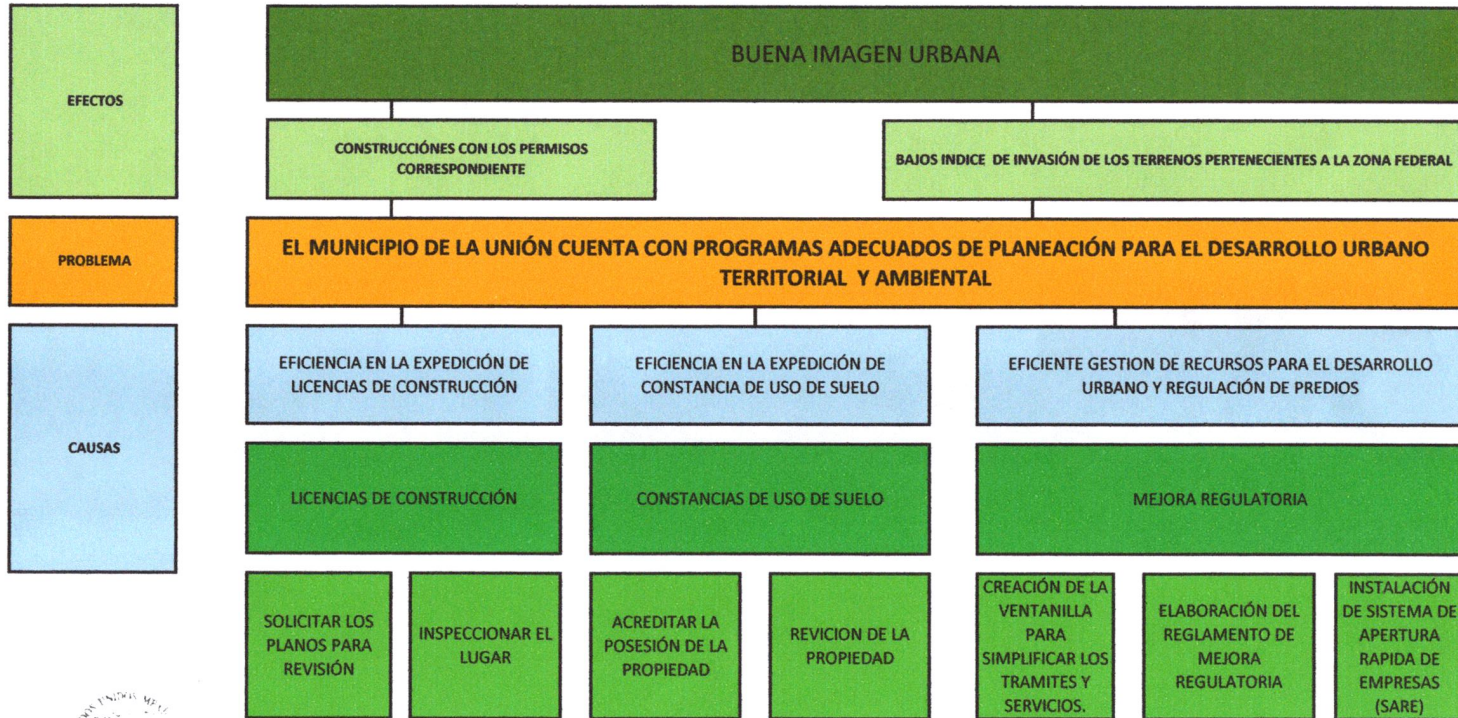 EFECTOS
BUENA IMAGEN URBANA
CONSTRUCCIÓNES CON LOS PERMISOS
CORRESPONDIENTE
BAJOS INDICE DE INVASIÓN DE LOS TERRENOS PERTENECIENTES A LA ZONA FEDERAL
PROBLEMA
EL MUNICIPIO DE LA UNIÓN CUENTA CON PROGRAMAS ADECUADOS DE PLANEACIÓN PARA EL DESARROLLO URBANO
TERRITORIAL Y AMBIENTAL
CAUSAS
EFICIENCIA EN LA EXPEDICIÓN DE
LICENCIAS DE CONSTRUCCIÓN
EFICIENCIA EN LA EXPEDICIÓN DE
CONSTANCIA DE USO DE SUELO
EFICIENTE GESTION DE RECURSOS PARA EL DESARROLLO
URBANO Y REGULACIÓN DE PREDIOS
LICENCIAS DE CONSTRUCCIÓN
CONSTANCIAS DE USO DE SUELO
MEJORA REGULATORIA
SOLICITAR LOS
PLANOS PARA
REVISIÓN
INSPECCIONAR EL
LUGAR
ACREDITAR LA
POSESIÓN DE LA
PROPIEDAD
REVICION DE LA
PROPIEDAD
CREACIÓN DE LA
VENTANILLA
PARA
SIMPLIFICAR LOS
TRAMITES Y
SERVICIOS.
ELABORACIÓN DEL
REGLAMENTO DE
MEJORA
REGULATORIA
INSTALACIÓN
DE SISTEMA DE
APERTURA
RAPIDA DE
EMPRESAS
(SARE)